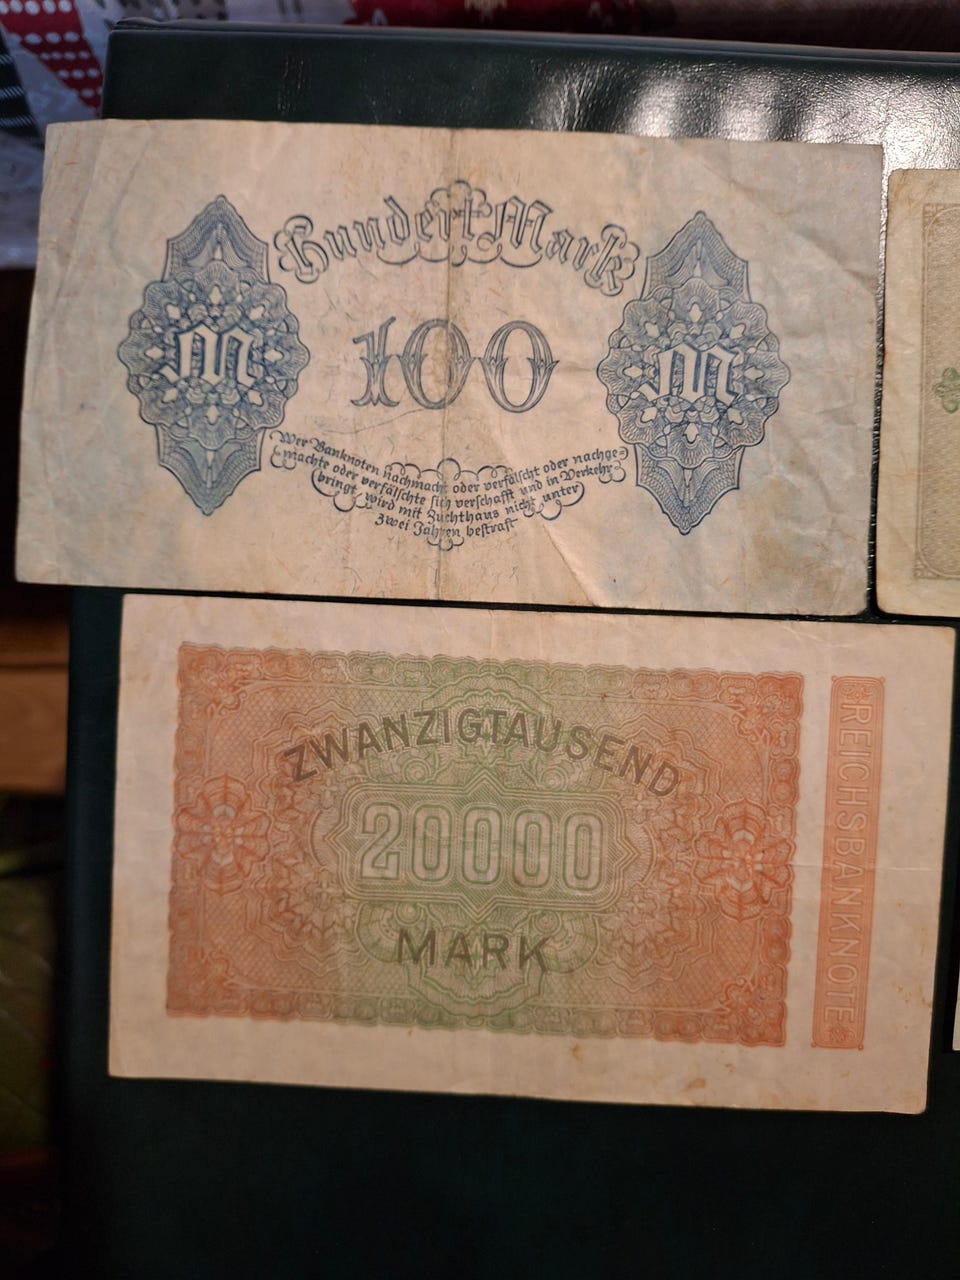 Hundert Mark
M
100
M
Wer Banknoten nachmacht oder verfälscht oder nachge=
machte oder verfälschte sich verschafft und in Verkehr
bringt, wird mit Zuchthaus nicht unter
zwei Jahren bestraft
ZWANZIGTAUSEND
20000
MARK
REICHSBANKNOTE